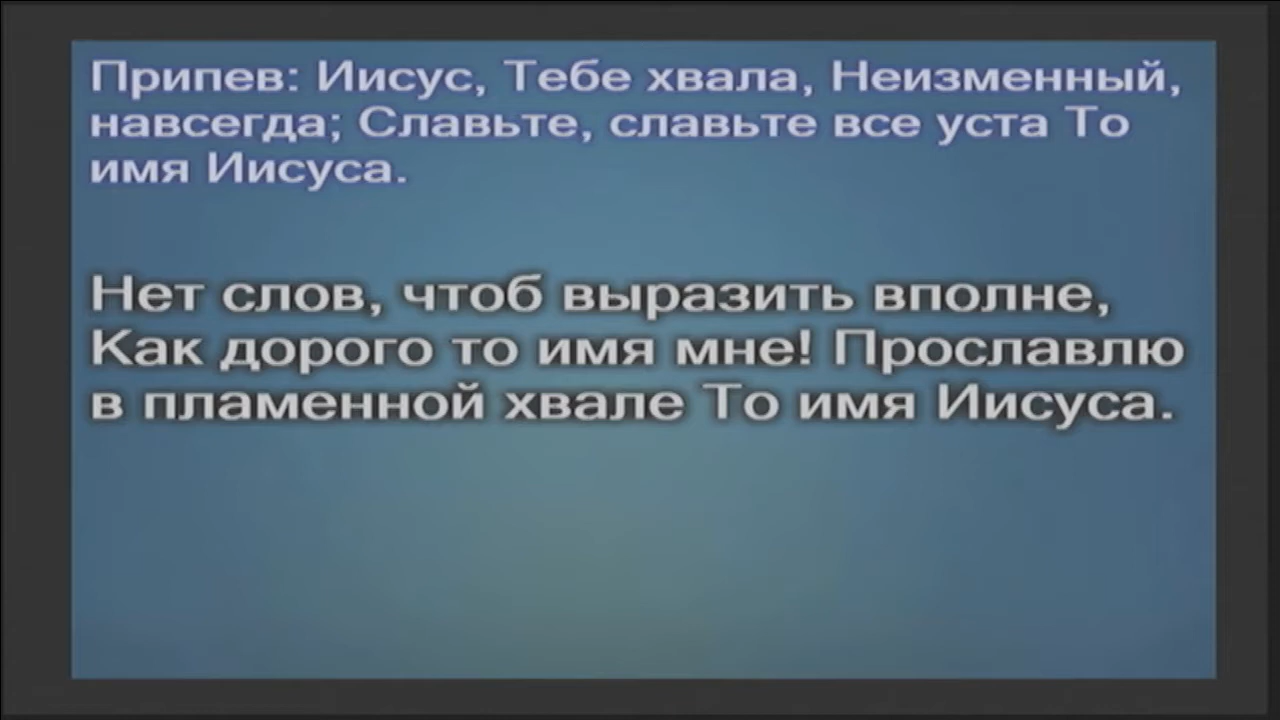 Припев: Иисус, Тебе хвала, Неизменный,
навсегда; Славьте, славьте все уста То
имя Иисуса.
Нет слов, чтоб выразить вполне,
Как дорого то имя мне! Прославлю
в пламенной хвале То имя Иисуса.